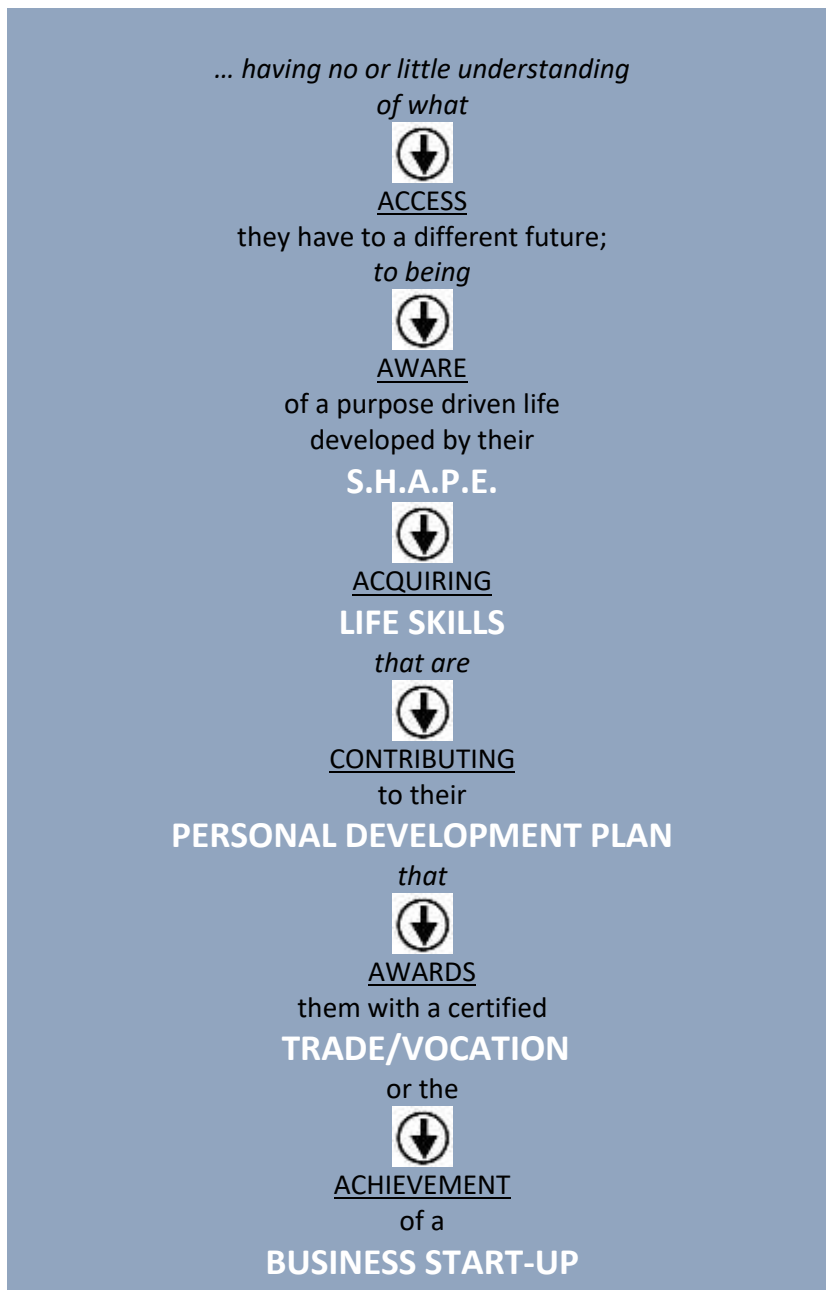 … having no or little understanding
of what
ACCESS
they have to a different future;
to being
AWARE
of a purpose driven life
developed by their
S.H.A.P.E.
ACQUIRING
LIFE SKILLS
that are
CONTRIBUTING
to their
PERSONAL DEVELOPMENT PLAN
that
AWARDS
them with a certified
TRADE/VOCATION
or the
ACHIEVEMENT
of a
BUSINESS START-UP